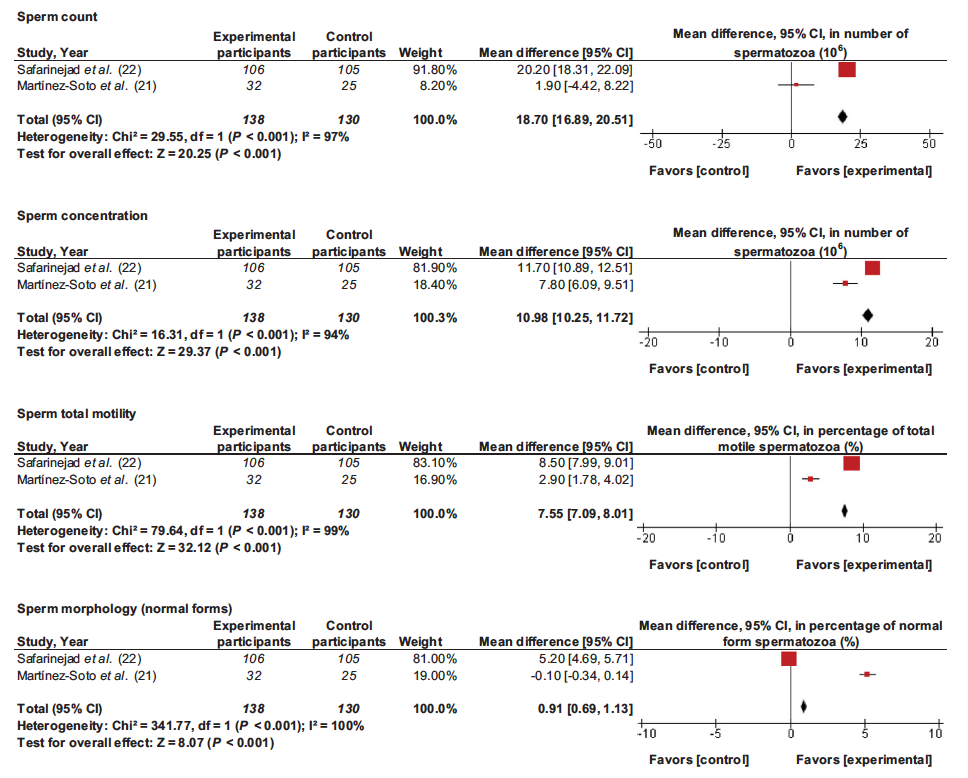 Sperm count
Study, Year Experimental participants Control participants Weight Mean difference [95% CI] Mean difference, 95% CI, in number of spermatozoa (10⁶)
Safarinejad et al. (22) 106 105 91.80% 20.20 [18.31, 22.09]
Martínez-Soto et al. (21) 32 25 8.20% 1.90 [-4.42, 8.22]
Total (95% CI) 138 130 100.0% 18.70 [16.89, 20.51]
Heterogeneity: Chi² = 29.55, df = 1 (P < 0.001); I² = 97%
Test for overall effect: Z = 20.25 (P < 0.001)
-50 -25 0 25 50
Favors [control] Favors [experimental]
Sperm concentration
Study, Year Experimental participants Control participants Weight Mean difference [95% CI] Mean difference, 95% CI, in number of spermatozoa (10⁶)
Safarinejad et al. (22) 106 105 81.90% 11.70 [10.89, 12.51]
Martínez-Soto et al. (21) 32 25 18.40% 7.80 [6.09, 9.51]
Total (95% CI) 138 130 100.3% 10.98 [10.25, 11.72]
Heterogeneity: Chi² = 16.31, df = 1 (P < 0.001); I² = 94%
Test for overall effect: Z = 29.37 (P < 0.001)
-20 -10 0 10 20
Favors [control] Favors [experimental]
Sperm total motility
Study, Year Experimental participants Control participants Weight Mean difference [95% CI] Mean difference, 95% CI, in percentage of total motile spermatozoa (%)
Safarinejad et al. (22) 106 105 83.10% 8.50 [7.99, 9.01]
Martínez-Soto et al. (21) 32 25 16.90% 2.90 [1.78, 4.02]
Total (95% CI) 138 130 100.0% 7.55 [7.09, 8.01]
Heterogeneity: Chi² = 79.64, df = 1 (P < 0.001); I² = 99%
Test for overall effect: Z = 32.12 (P < 0.001)
-20 -10 0 10 20
Favors [control] Favors [experimental]
Sperm morphology (normal forms)
Study, Year Experimental participants Control participants Weight Mean difference [95% CI] Mean difference, 95% CI, in percentage of normal form spermatozoa (%)
Safarinejad et al. (22) 106 105 81.00% 5.20 [4.69, 5.71]
Martínez-Soto et al. (21) 32 25 19.00% -0.10 [-0.34, 0.14]
Total (95% CI) 138 130 100.0% 0.91 [0.69, 1.13]
Heterogeneity: Chi² = 341.77, df = 1 (P < 0.001); I² = 100%
Test for overall effect: Z = 8.07 (P < 0.001)
-10 -5 0 5 10
Favors [control] Favors [experimental]